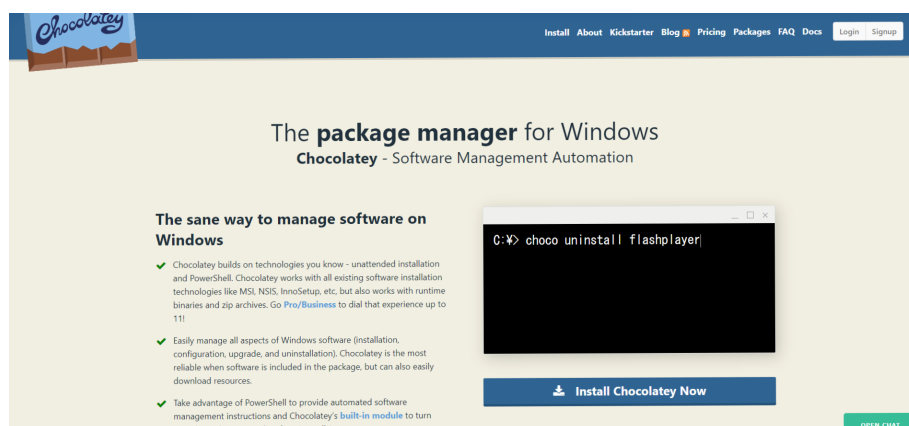 Chocolatey
Install About Kickstarter Blog Pricing Packages FAQ Docs Login Signup
The package manager for Windows
Chocolatey - Software Management Automation
The sane way to manage software on
Windows
Chocolatey builds on technologies you know - unattended installation
and PowerShell. Chocolatey works with all existing software installation
technologies like MSI, NSIS, InnoSetup, etc, but also works with runtime
binaries and zip archives. Go Pro/Business to dial that experience up to
11!
Easily manage all aspects of Windows software (installation,
configuration, upgrade, and uninstallation). Chocolatey is the most
reliable when software is included in the package, but can also easily
download resources.
Take advantage of PowerShell to provide automated software
management instructions and Chocolatey's built-in module to turn
C:¥> choco uninstall flashplayer
Install Chocolatey Now
OPEN CHAT